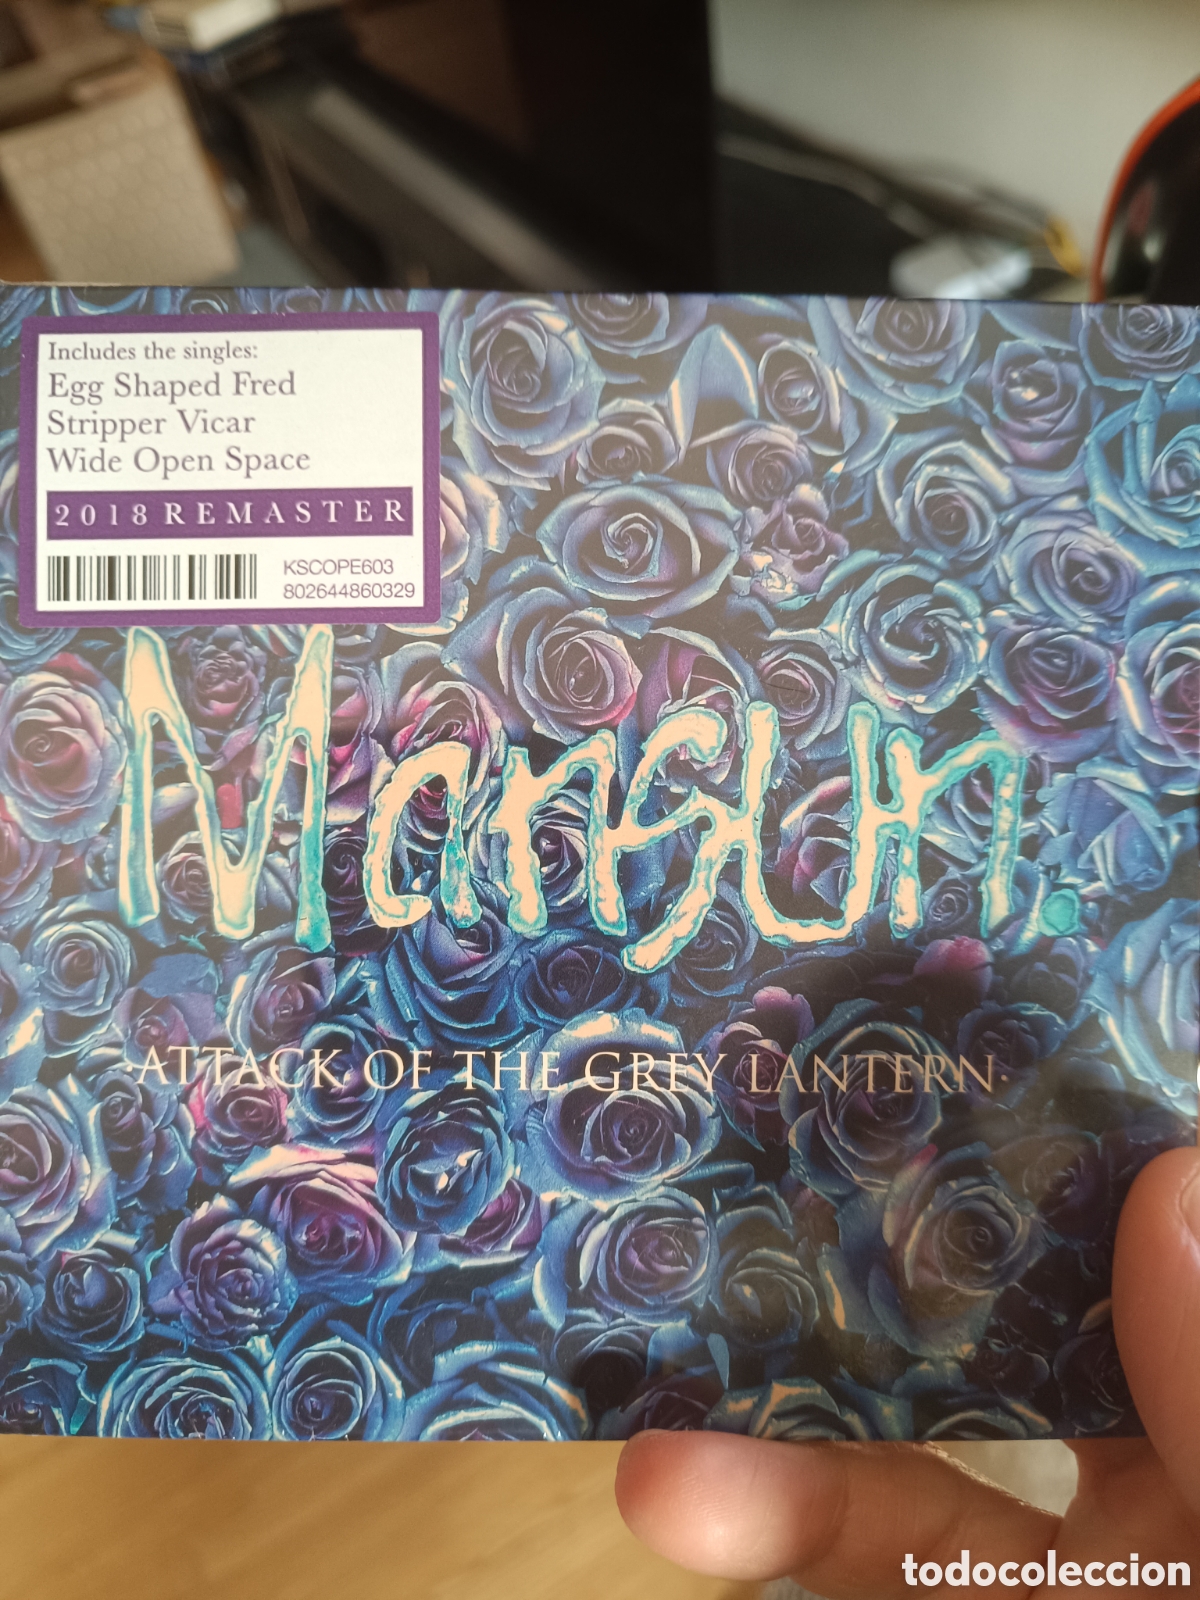 Includes the singles:
Egg Shaped Fred
Stripper Vicar
Wide Open Space
2018 REMASTER
KSCOPE603
802644860329
Mansun.
·ATTACK OF THE GREY LANTERN·
todocoleccion